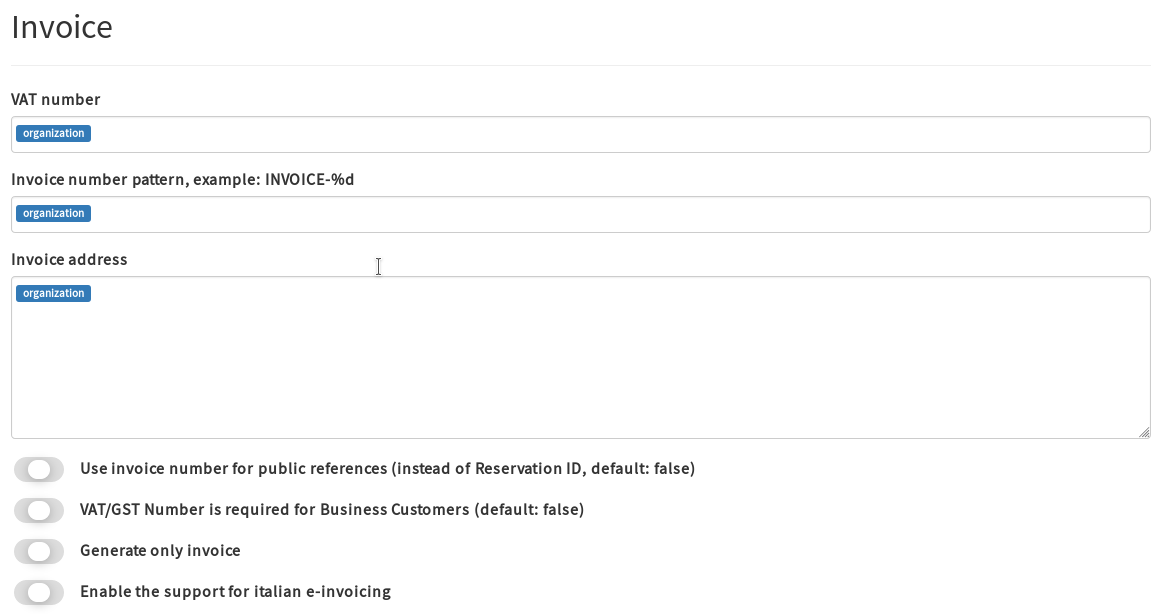 Invoice
VAT number
organization
Invoice number pattern, example: INVOICE-%d
organization
Invoice address
organization
Use invoice number for public references (instead of Reservation ID, default: false)
VAT/GST Number is required for Business Customers (default: false)
Generate only invoice
Enable the support for italian e-invoicing